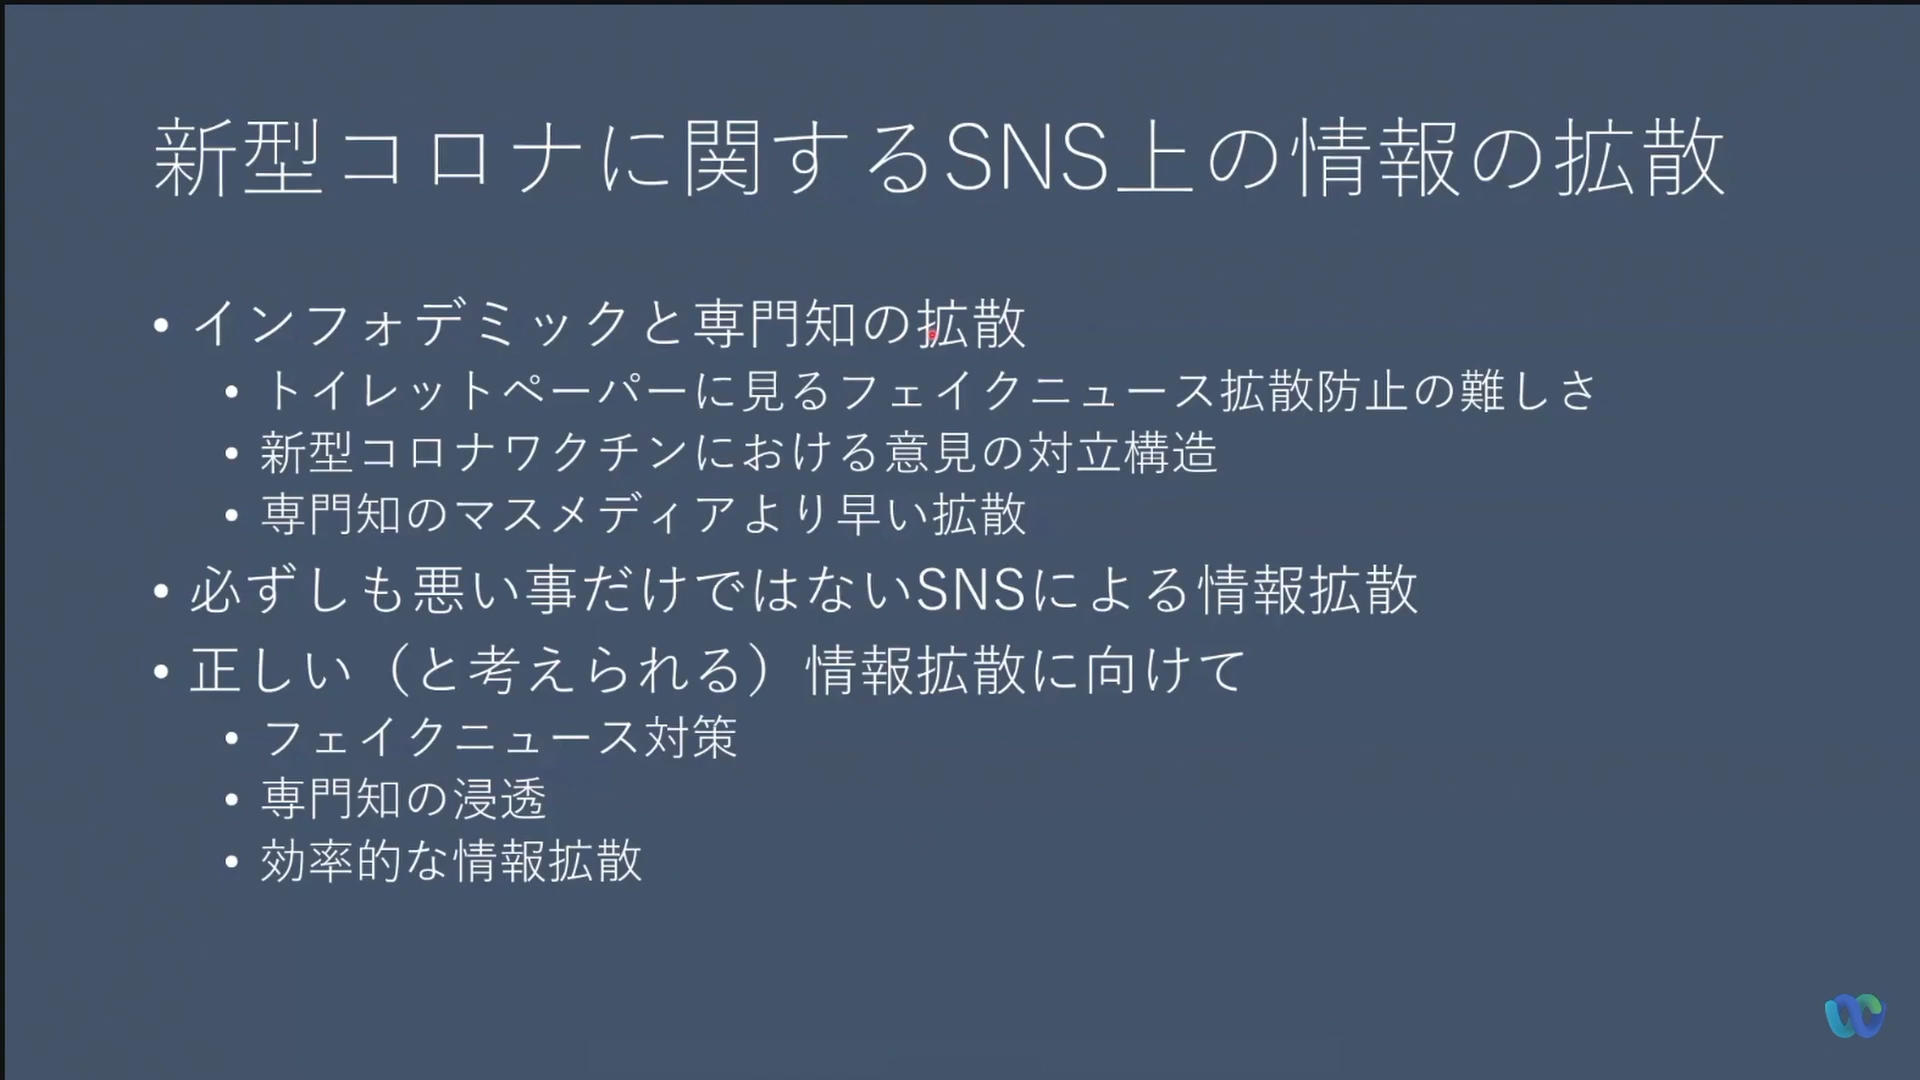 新型コロナに関するSNS上の情報の拡散
• インフォデミックと専門知の拡散
• トイレットペーパーに見るフェイクニュース拡散防止の難しさ
• 新型コロナワクチンにおける意見の対立構造
• 専門知のマスメディアより早い拡散
• 必ずしも悪い事だけではないSNSによる情報拡散
• 正しい（と考えられる）情報拡散に向けて
• フェイクニュース対策
• 専門知の浸透
• 効率的な情報拡散